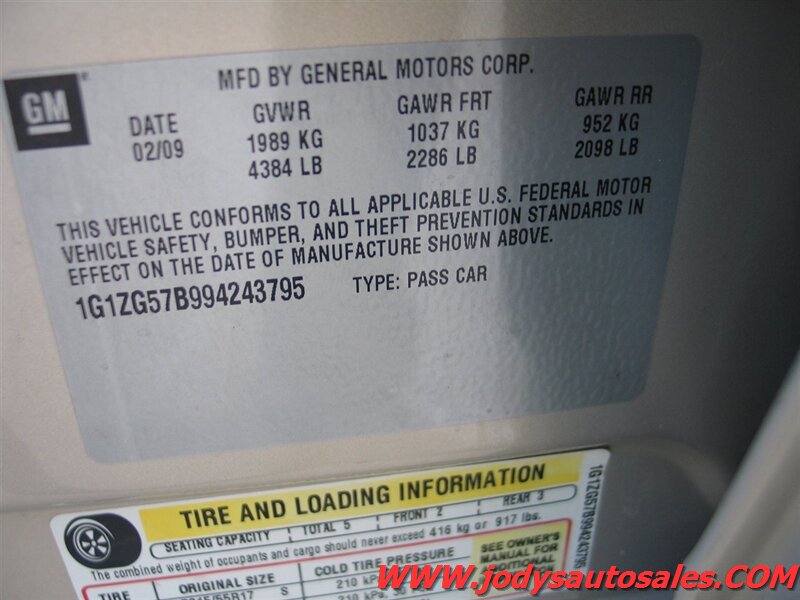 GM
MFD BY GENERAL MOTORS CORP.
DATE GVWR GAWR FRT GAWR RR
02/09 1989 KG 1037 KG 952 KG
4384 LB 2286 LB 2098 LB
THIS VEHICLE CONFORMS TO ALL APPLICABLE U.S. FEDERAL MOTOR
VEHICLE SAFETY, BUMPER, AND THEFT PREVENTION STANDARDS IN
EFFECT ON THE DATE OF MANUFACTURE SHOWN ABOVE.
1G1ZG57B994243795 TYPE: PASS CAR
TIRE AND LOADING INFORMATION
SEATING CAPACITY TOTAL 5 FRONT 2 REAR 3
The combined weight of occupants and cargo should never exceed 416 kg or 917 lbs.
TIRE ORIGINAL SIZE COLD TIRE PRESSURE
S 210 kPa
SEE OWNER'S
MANUAL FOR
ADDITIONAL
1G1ZG57B994243795
www.jodysautosales.com